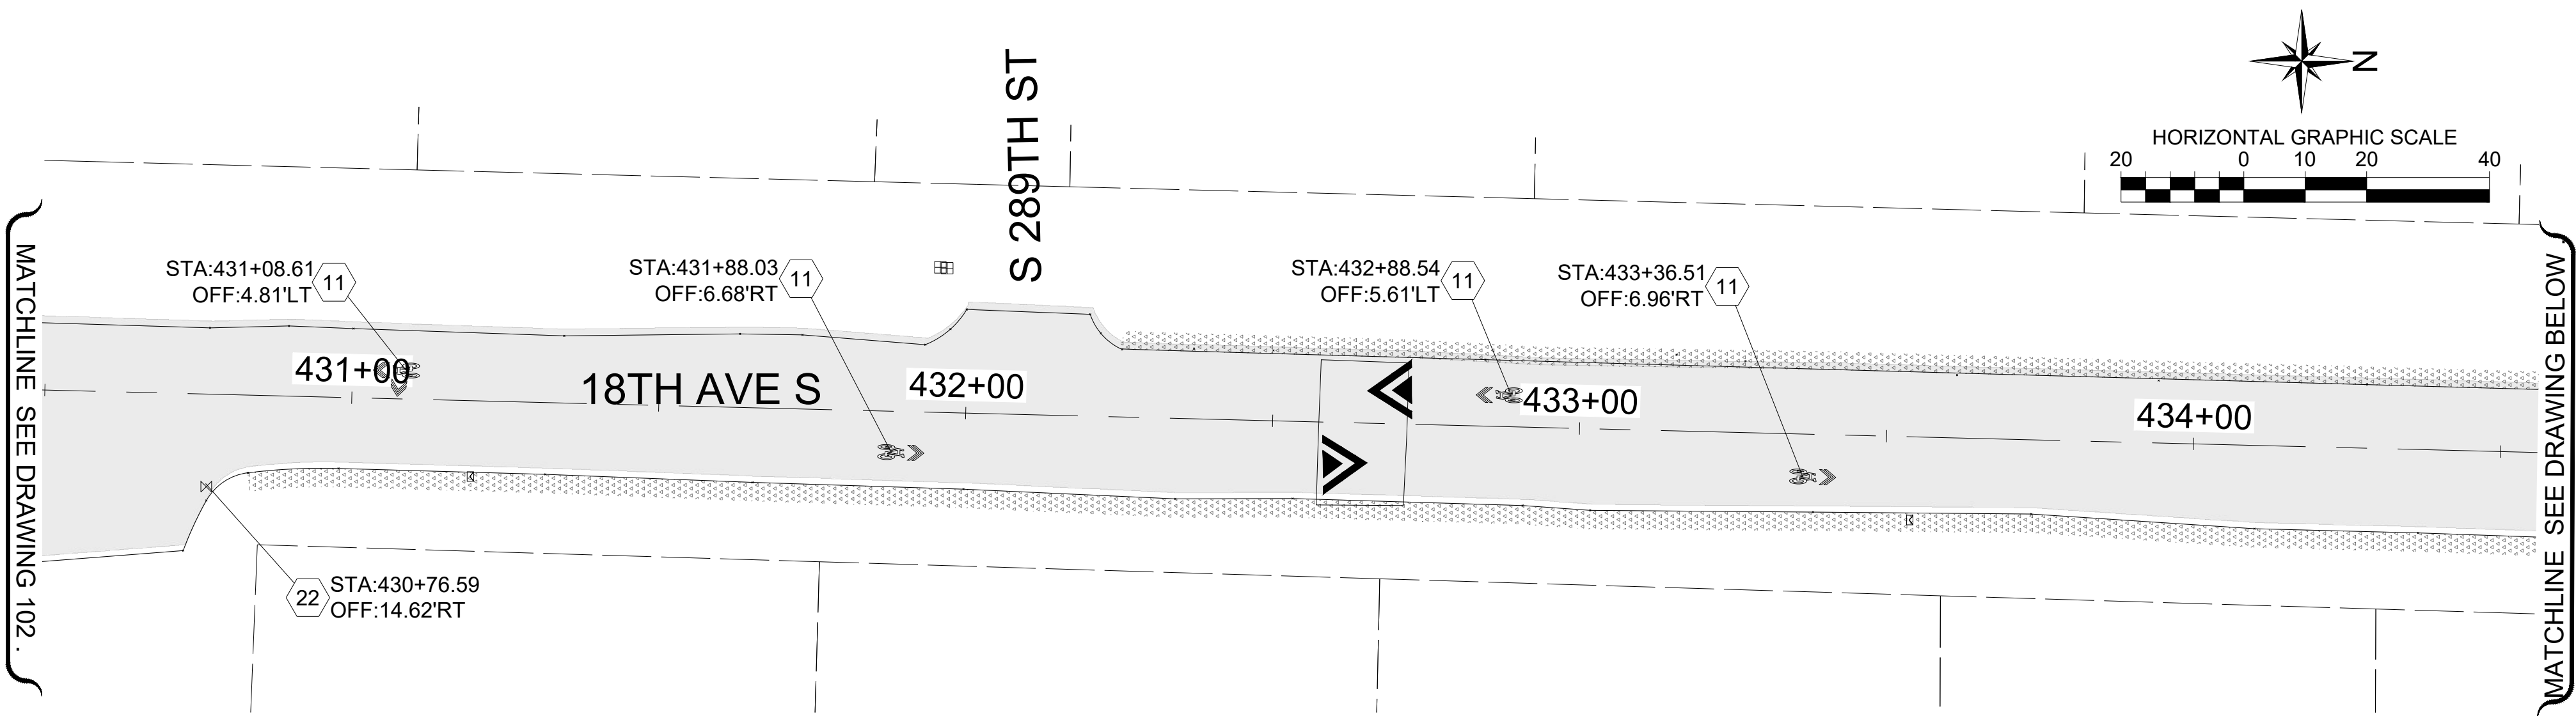 S 289TH ST
N
HORIZONTAL GRAPHIC SCALE
20 0 10 20 40
MATCHLINE SEE DRAWING 102 .
STA:431+08.61
OFF:4.81'LT
11
STA:431+88.03
OFF:6.68'RT
11
STA:432+88.54
OFF:5.61'LT
11
STA:433+36.51
OFF:6.96'RT
11
431+00
18TH AVE S
432+00
433+00
434+00
22
STA:430+76.59
OFF:14.62'RT
MATCHLINE SEE DRAWING BELOW .